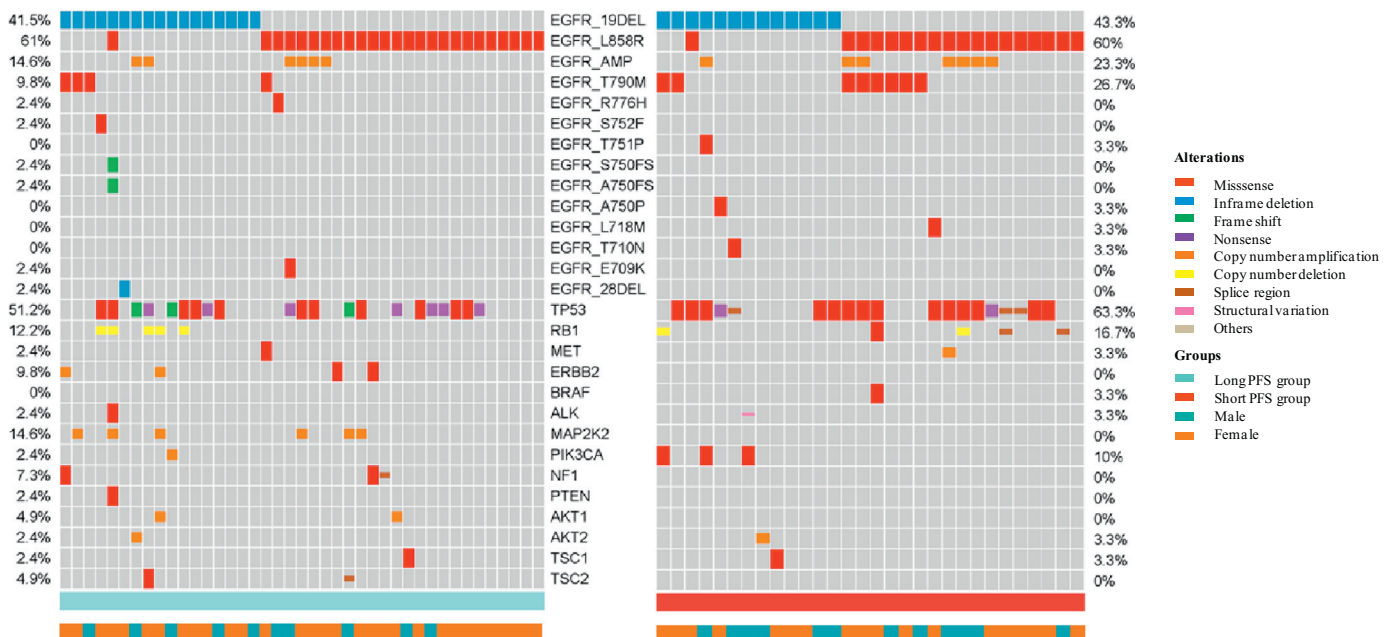 41.5% EGFR_19DEL 43.3%
61% EGFR_L858R 60%
14.6% EGFR_AMP 23.3%
9.8% EGFR_T790M 26.7%
2.4% EGFR_R776H 0%
2.4% EGFR_S752F 0%
0% EGFR_T751P 3.3%
2.4% EGFR_S750FS 0%
2.4% EGFR_A750FS 0%
0% EGFR_A750P 3.3%
0% EGFR_L718M 3.3%
0% EGFR_T710N 3.3%
2.4% EGFR_E709K 0%
2.4% EGFR_28DEL 0%
51.2% TP53 63.3%
12.2% RB1 16.7%
2.4% MET 3.3%
9.8% ERBB2 0%
0% BRAF 3.3%
2.4% ALK 3.3%
14.6% MAP2K2 0%
2.4% PIK3CA 10%
7.3% NF1 0%
2.4% PTEN 0%
4.9% AKT1 0%
2.4% AKT2 3.3%
2.4% TSC1 3.3%
4.9% TSC2 0%
Alterations
Misssense
Inframe deletion
Frame shift
Nonsense
Copy number amplification
Copy number deletion
Splice region
Structural variation
Others
Groups
Long PFS group
Short PFS group
Male
Female